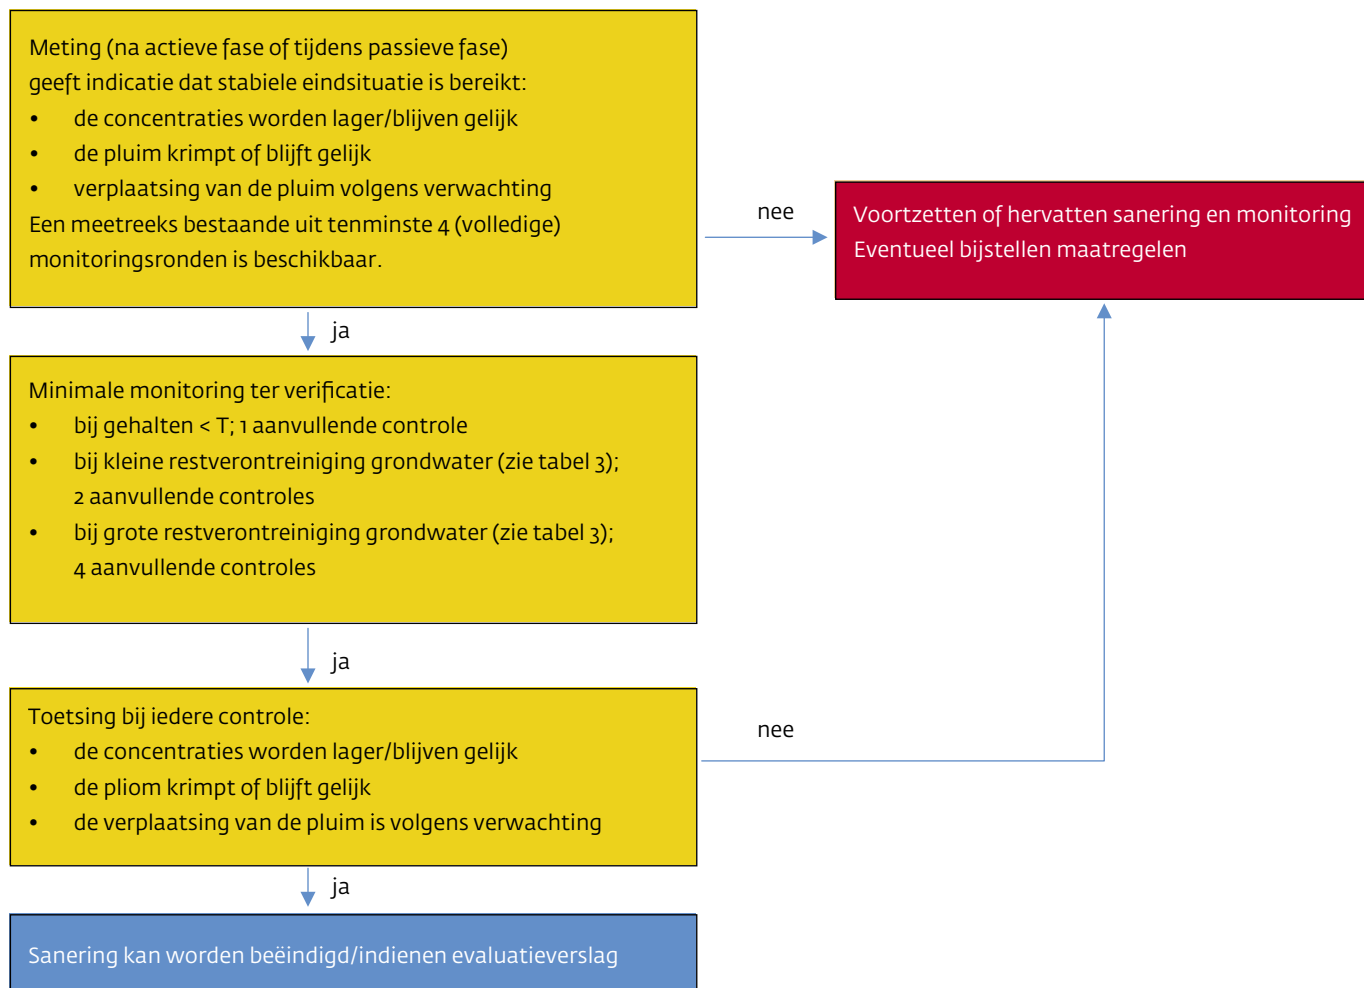 Meting (na actieve fase of tijdens passieve fase)
geeft indicatie dat stabiele eindsituatie is bereikt:
• de concentraties worden lager/blijven gelijk
• de pluim krimpt of blijft gelijk
• verplaatsing van de pluim volgens verwachting
Een meetreeks bestaande uit tenminste 4 (volledige)
monitoringsronden is beschikbaar.
nee
Voortzetten of hervatten sanering en monitoring
Eventueel bijstellen maatregelen
ja
Minimale monitoring ter verificatie:
• bij gehalten < T; 1 aanvullende controle
• bij kleine restverontreiniging grondwater (zie tabel 3);
2 aanvullende controles
• bij grote restverontreiniging grondwater (zie tabel 3);
4 aanvullende controles
ja
Toetsing bij iedere controle:
• de concentraties worden lager/blijven gelijk
• de pliom krimpt of blijft gelijk
• de verplaatsing van de pluim is volgens verwachting
nee
ja
Sanering kan worden beëindigd/indienen evaluatieverslag